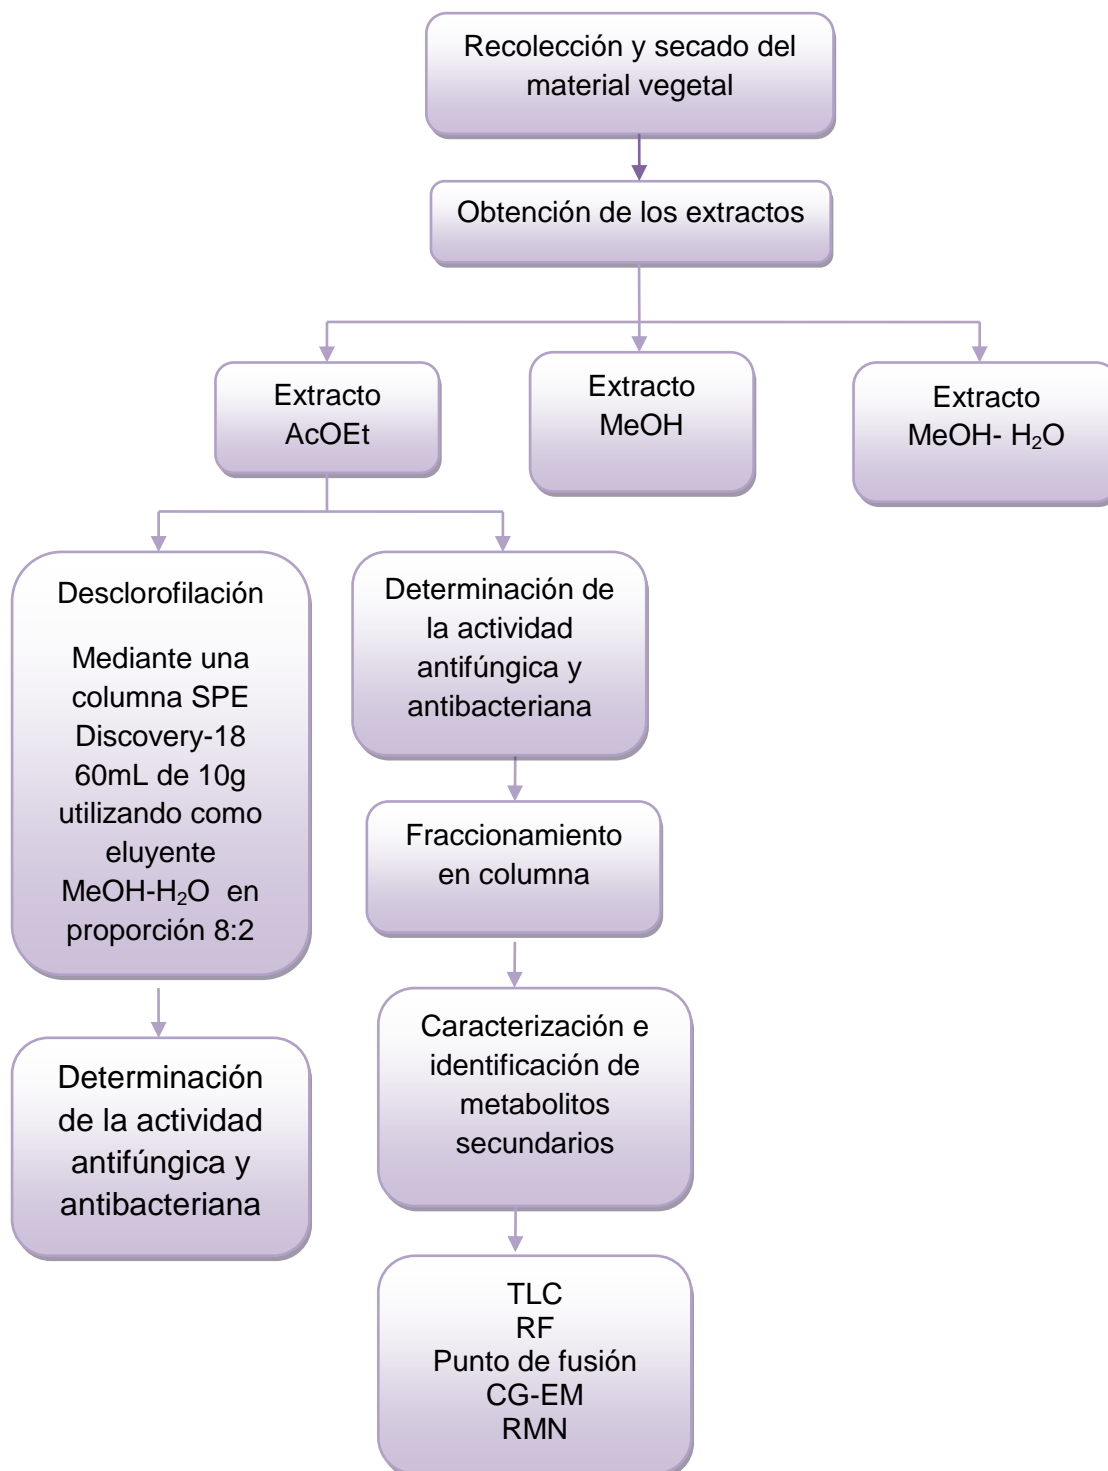 Recolección y secado del
material vegetal
Obtención de los extractos
Extracto
AcOEt
Extracto
MeOH
Extracto
MeOH- H₂O
Desclorofilación
Mediante una
columna SPE
Discovery-18
60mL de 10g
utilizando como
eluyente
MeOH-H₂O en
proporción 8:2
Determinación de
la actividad
antifúngica y
antibacteriana
Fraccionamiento
en columna
Determinación
de la actividad
antifúngica y
antibacteriana
Caracterización e
identificación de
metabolitos
secundarios
TLC
RF
Punto de fusión
CG-EM
RMN